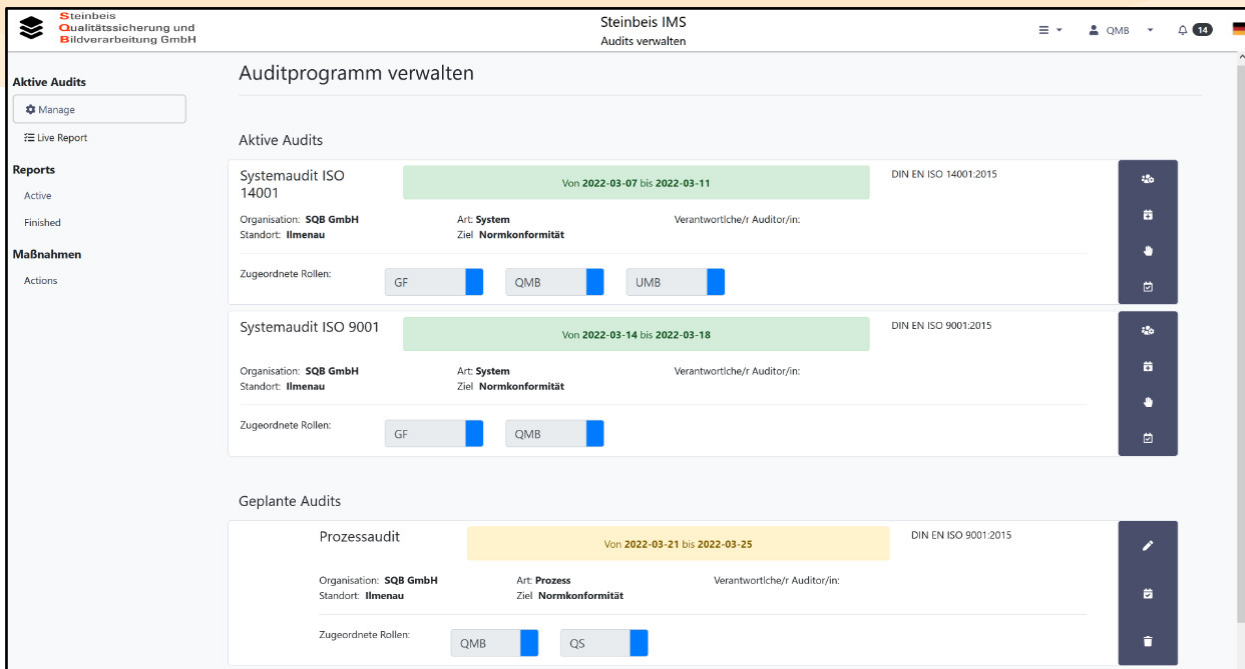 Steinbeis
Qualitätssicherung und
Bildverarbeitung GmbH
Steinbeis IMS
Audits verwalten
QMB
14
Aktive Audits
Manage
Live Report
Reports
Active
Finished
Maßnahmen
Actions
Auditprogramm verwalten
Aktive Audits
Systemaudit ISO
14001
Von 2022-03-07 bis 2022-03-11
DIN EN ISO 14001:2015
Organisation: SQB GmbH
Art: System
Verantwortlche/r Auditor/in:
Standort: Ilmenau
Ziel Normkonformität
Zugeordnete Rollen:
GF
QMB
UMB
Systemaudit ISO 9001
Von 2022-03-14 bis 2022-03-18
DIN EN ISO 9001:2015
Organisation: SQB GmbH
Art: System
Verantwortlche/r Auditor/in:
Standort: Ilmenau
Ziel Normkonformität
Zugeordnete Rollen:
GF
QMB
Geplante Audits
Prozessaudit
Von 2022-03-21 bis 2022-03-25
DIN EN ISO 9001:2015
Organisation: SQB GmbH
Art: Prozess
Verantwortlche/r Auditor/in:
Standort: Ilmenau
Ziel Normkonformität
Zugeordnete Rollen:
QMB
QS